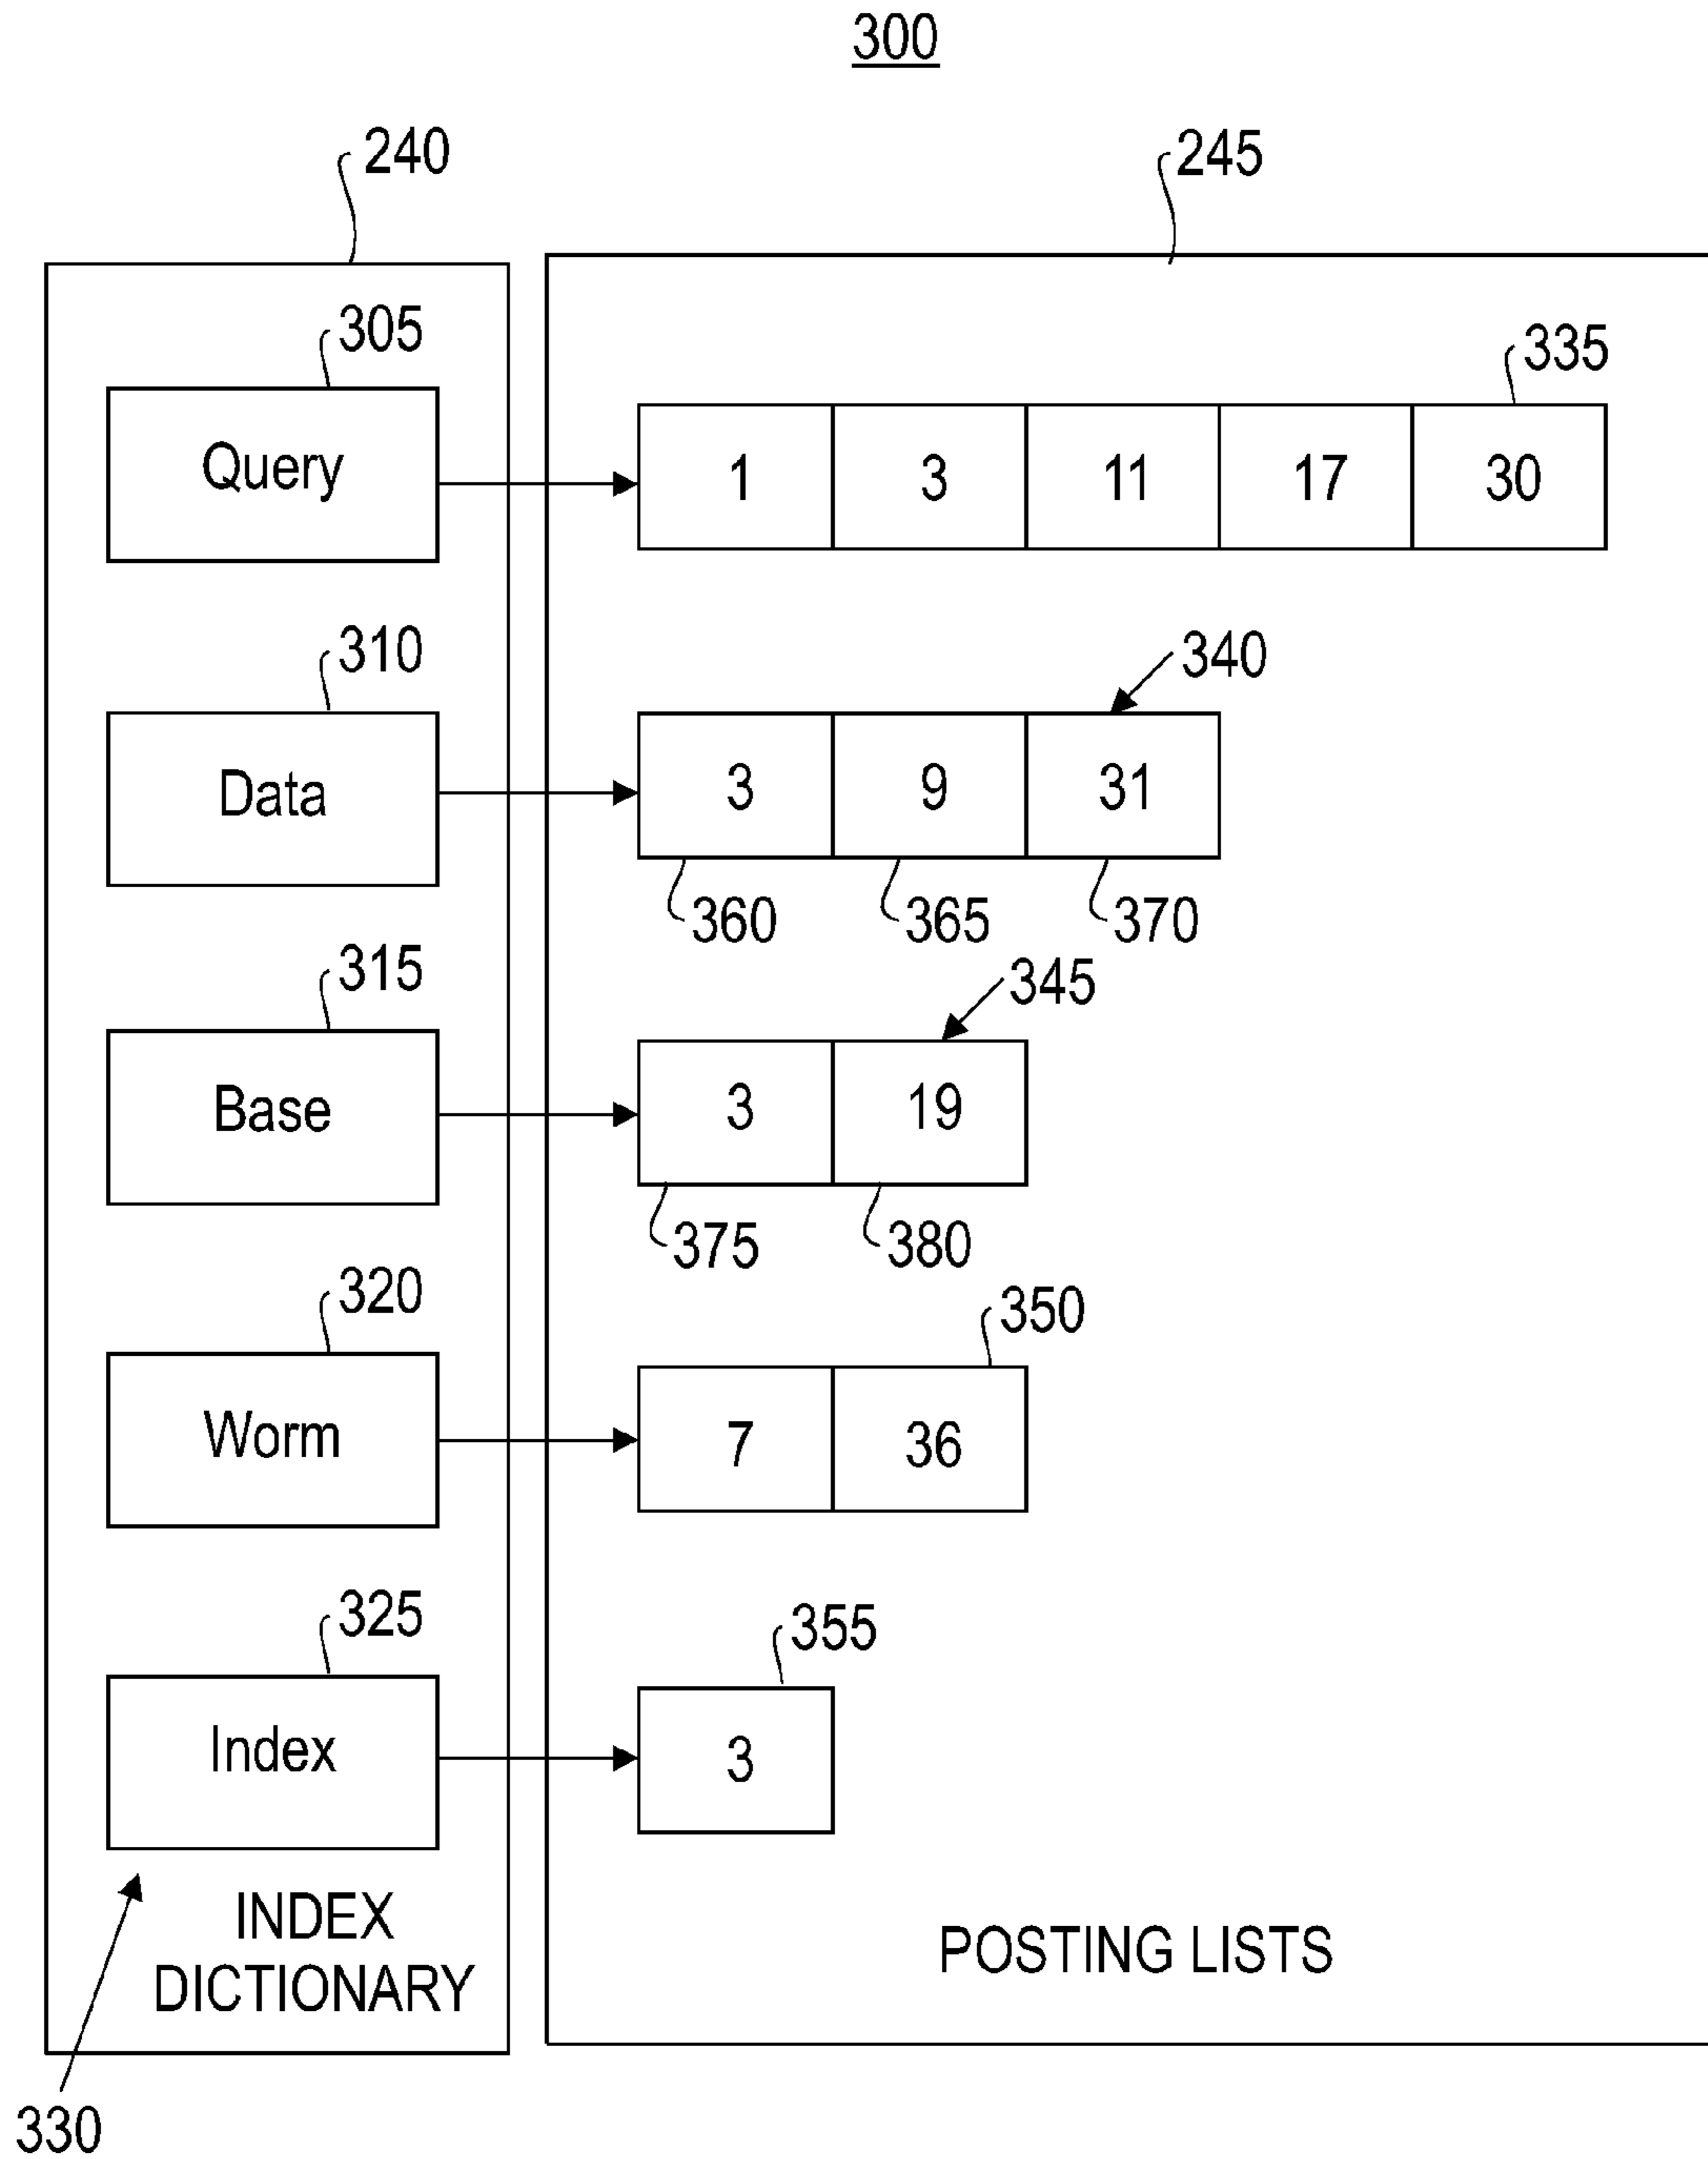 300
240
245
305
335
Query
1 3 11 17 30
310
340
Data
3 9 31
360 365 370
315
345
Base
3 19
375 380
320
350
Worm
7 36
325
355
Index
3
INDEX
DICTIONARY
POSTING LISTS
330